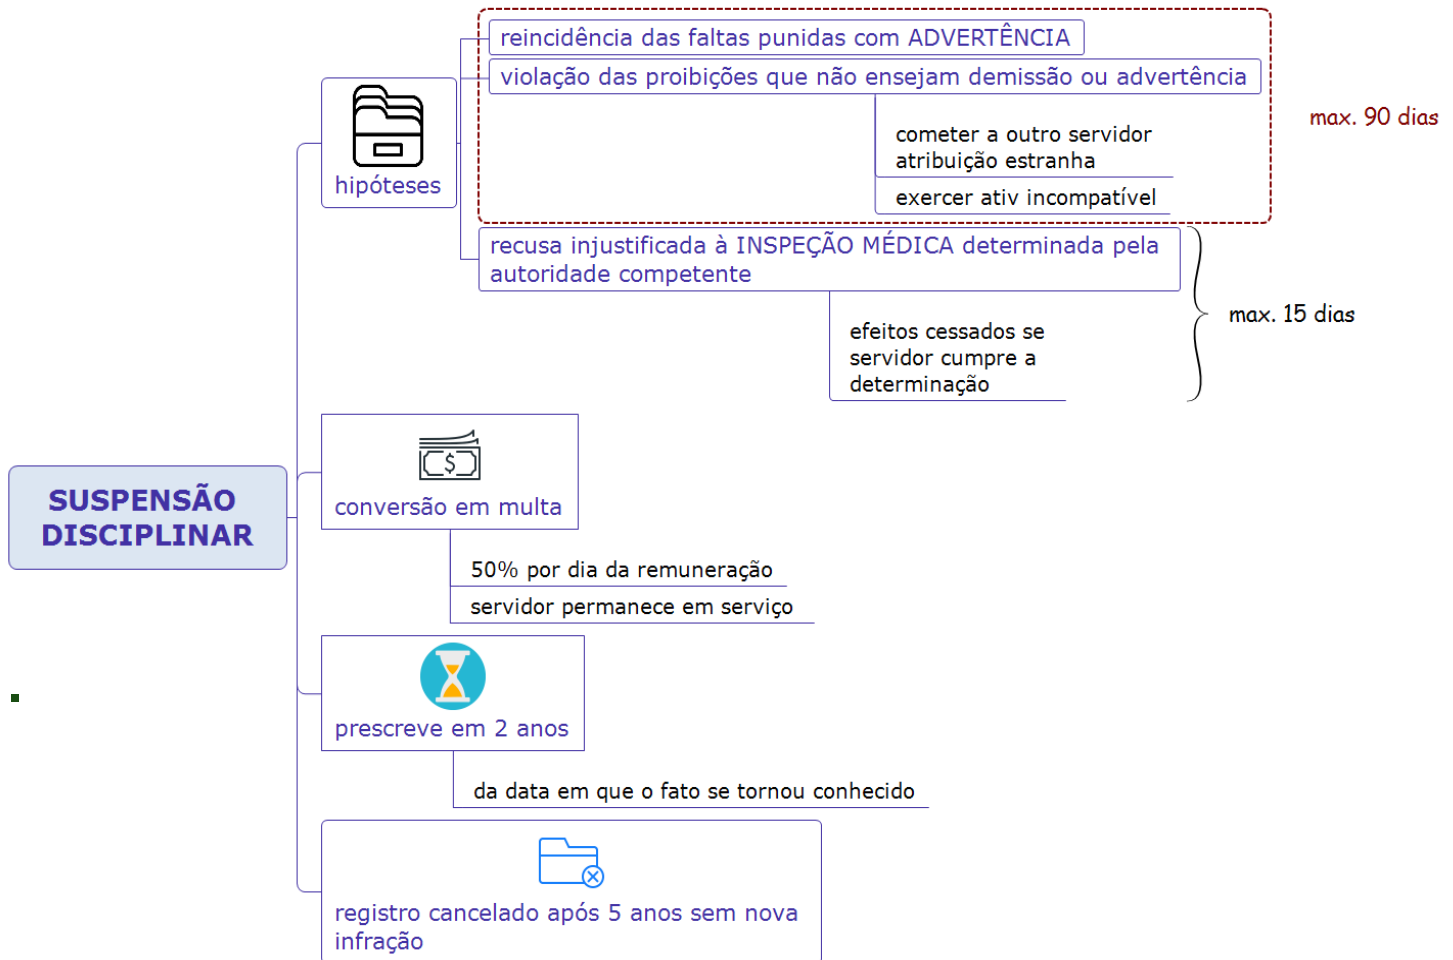 reincidência das faltas punidas com ADVERTÊNCIA
violação das proibições que não ensejam demissão ou advertência
max. 90 dias
cometer a outro servidor
atribuição estranha
hipóteses
exercer ativ incompatível
recusa injustificada à INSPEÇÃO MÉDICA determinada pela
autoridade competente
max. 15 dias
efeitos cessados se
servidor cumpre a
determinação
$
SUSPENSÃO
DISCIPLINAR
conversão em multa
50% por dia da remuneração
servidor permanece em serviço
prescreve em 2 anos
da data em que o fato se tornou conhecido
registro cancelado após 5 anos sem nova
infração